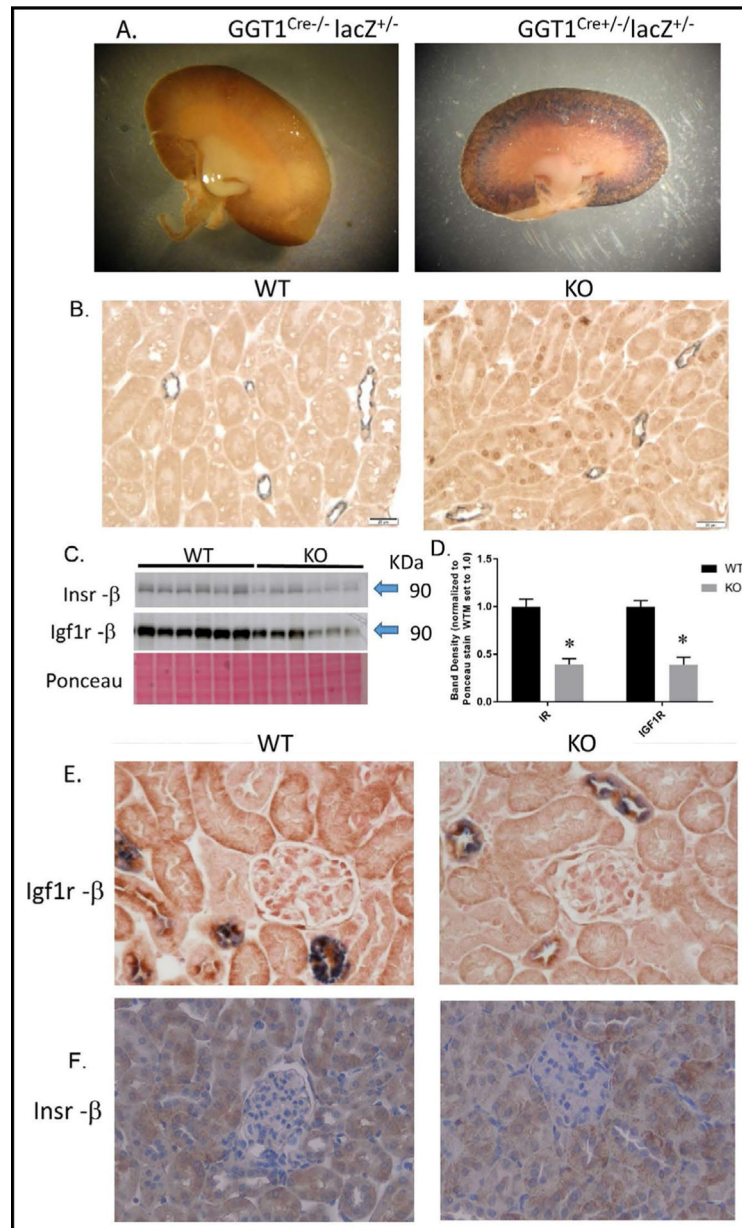 A. GGT1Cre-/- lacZ+/- GGT1Cre+/-/lacZ+/-
WT KO
B.
C. WT KO KDa
Insr -β 90
Igf1r -β 90
Ponceau
D.
Band Density (normalized to
Ponceau stain WTM set to 1.0)
1.5
1.0
0.5
0.0
IR IGF1R
* *
WT
KO
WT KO
E.
Igf1r -β
F.
Insr -β